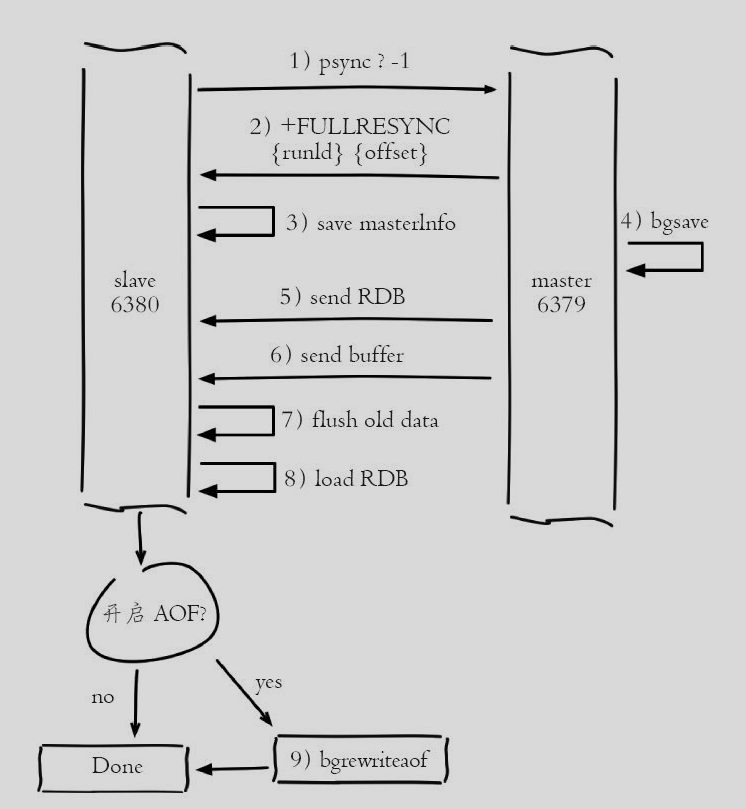 1) psync ? -1
2) +FULLRESYNC
{runId} {offset}
3) save masterInfo
4) bgsave
slave
6380
master
6379
5) send RDB
6) send buffer
7) flush old data
8) load RDB
开启 AOF?
no
yes
Done
9) bgrewriteaof